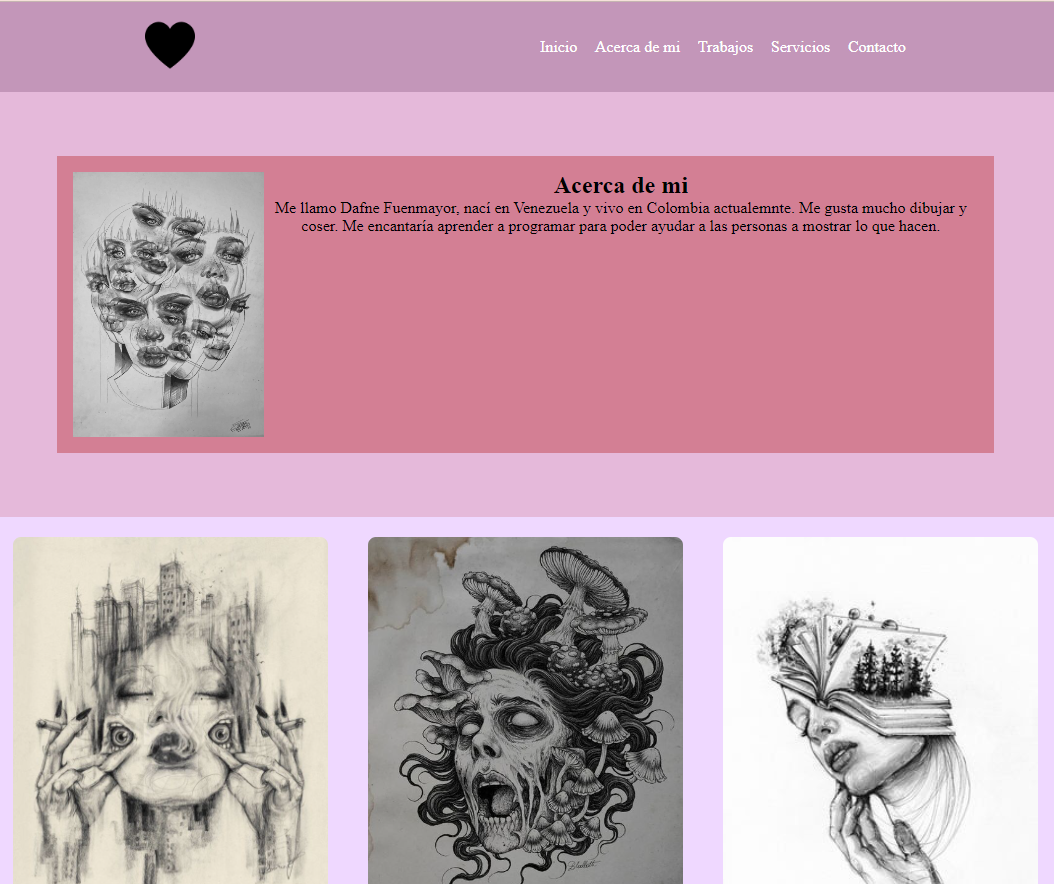 Inicio Acerca de mi Trabajos Servicios Contacto
Acerca de mi
Me llamo Dafne Fuenmayor, nací en Venezuela y vivo en Colombia actualemnte. Me gusta mucho dibujar y
coser. Me encantaría aprender a programar para poder ayudar a las personas a mostrar lo que hacen.